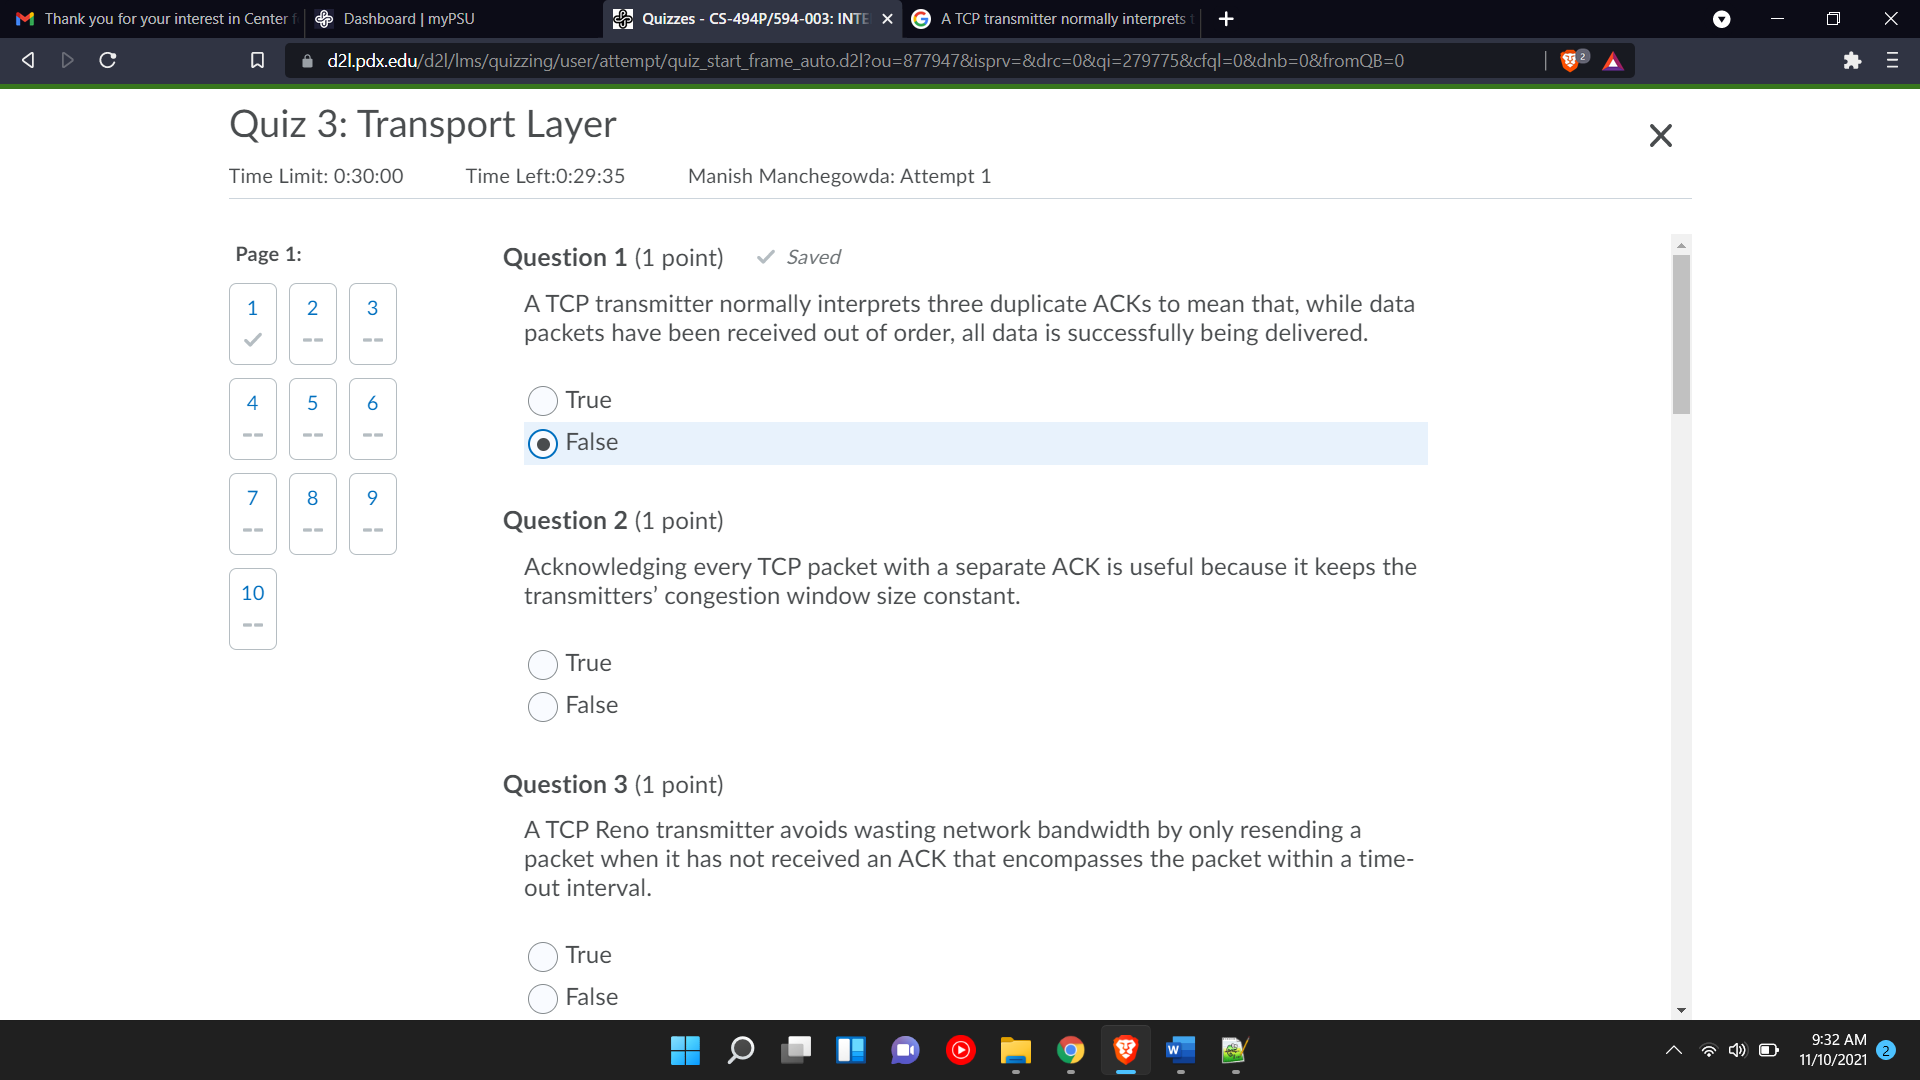 Thank you for your interest in Center f
Dashboard | myPSU
Quizzes - CS-494P/594-003: INTE
A TCP transmitter normally interprets t
d2l.pdx.edu/d2l/lms/quizzing/user/attempt/quiz_start_frame_auto.d2l?ou=877947&isprv=&drc=0&qi=279775&cfql=0&dnb=0&fromQB=0
2
Quiz 3: Transport Layer
Time Limit: 0:30:00 Time Left:0:29:35 Manish Manchegowda: Attempt 1
Page 1:
1 2 3
-- --
4 5 6
-- -- --
7 8 9
-- -- --
10
--
Question 1 (1 point) Saved
A TCP transmitter normally interprets three duplicate ACKs to mean that, while data
packets have been received out of order, all data is successfully being delivered.
True
False
Question 2 (1 point)
Acknowledging every TCP packet with a separate ACK is useful because it keeps the
transmitters’ congestion window size constant.
True
False
Question 3 (1 point)
A TCP Reno transmitter avoids wasting network bandwidth by only resending a
packet when it has not received an ACK that encompasses the packet within a time-
out interval.
True
False
W
9:32 AM
11/10/2021
2